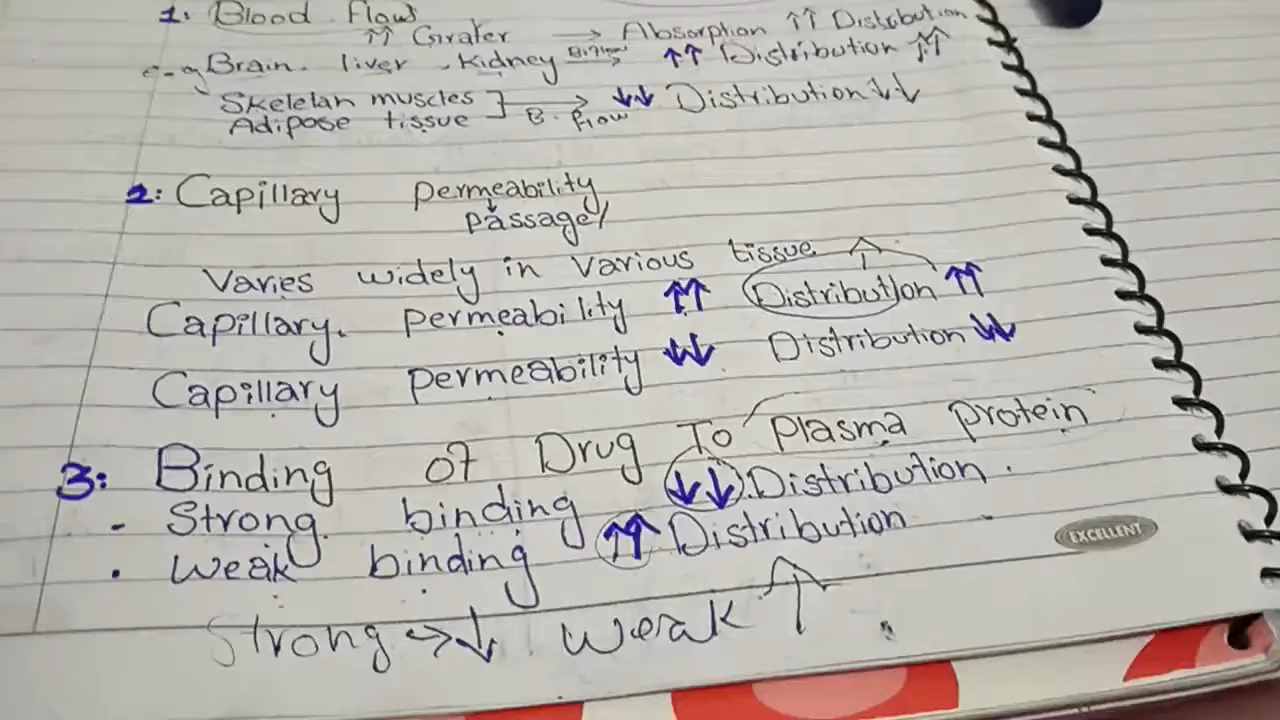 1: Blood flow
↑↑ Grater → Absorption ↑↑ Distribution
e-g Brain. liver . Kidney → ↑↑ Distribution ↑↑
Skeletan muscles
Adipose tissue ] → B. flow ↓↓ Distribution ↓↓
2: Capillary permeability
↓
passage/
Varies widely in various tissue
Capillary. permeability ↑↑ Distribution ↑↑
Capillary permeability ↓↓ Distribution ↓↓
3: Binding of Drug To plasma protein
- Strong binding ↓↓ Distribution.
. weak binding ↑↑ Distribution
EXCELLENT
Strong → ↓ weak ↑